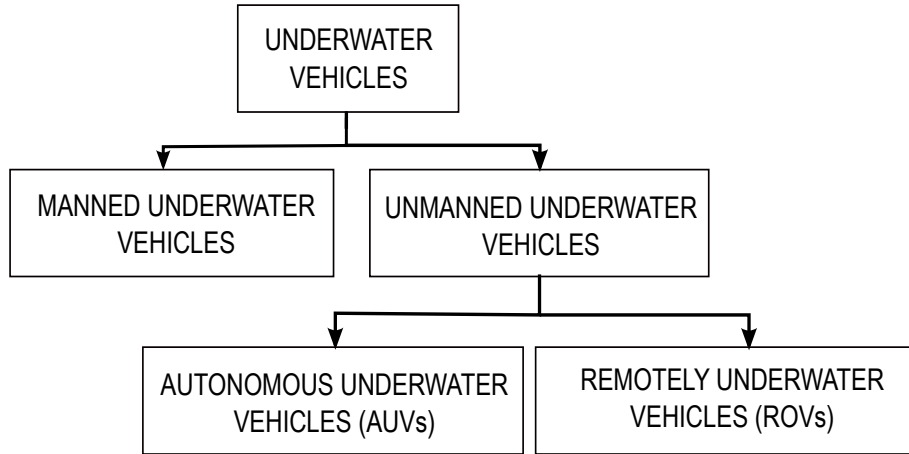 UNDERWATER
VEHICLES
MANNED UNDERWATER
VEHICLES
UNMANNED UNDERWATER
VEHICLES
AUTONOMOUS UNDERWATER
VEHICLES (AUVs)
REMOTELY UNDERWATER
VEHICLES (ROVs)